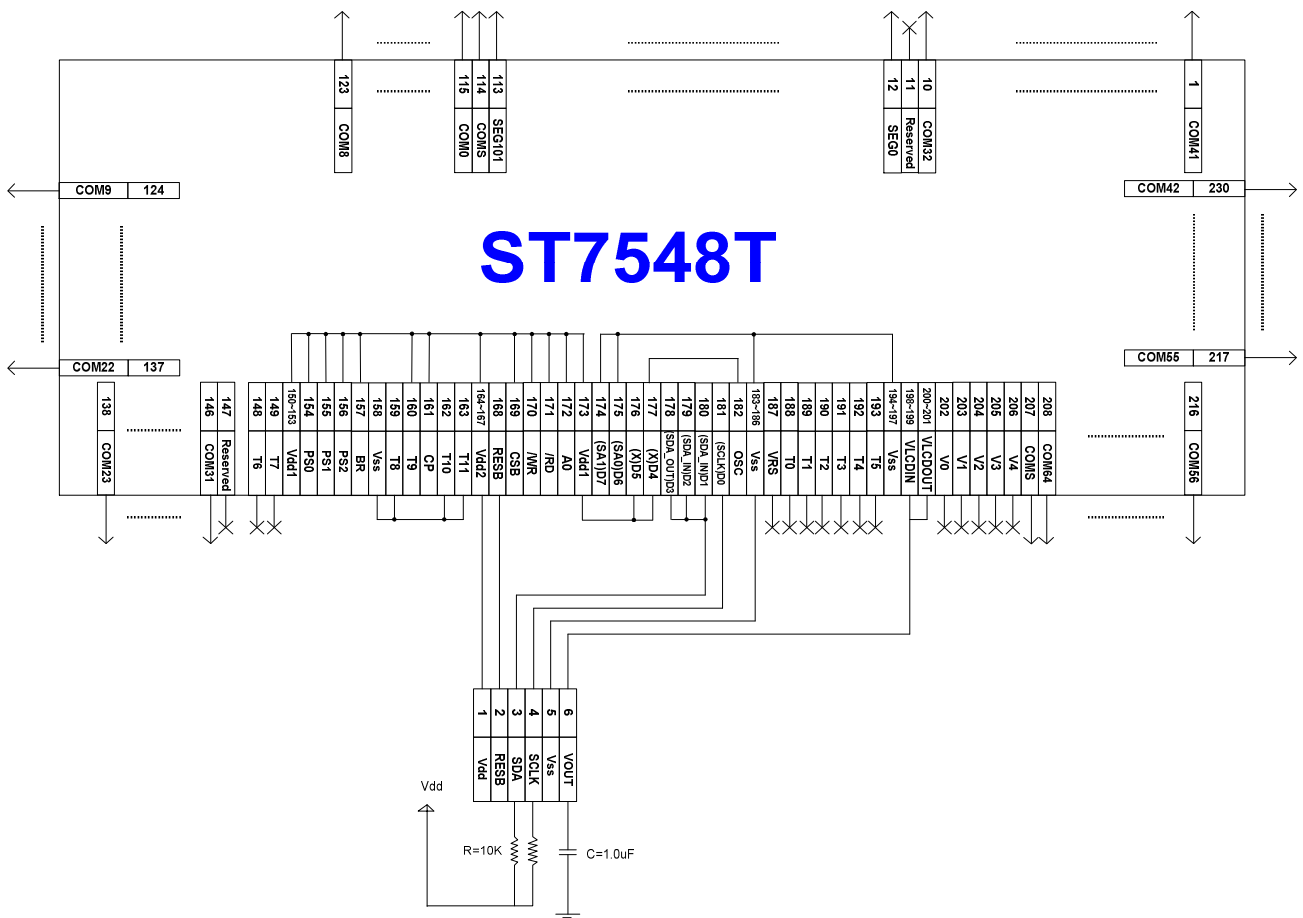 123 COM8
115 COM0
114 COMS
113 SEG101
12 SEG0
11 Reserved
10 COM32
1 COM41
COM9 124
COM42 230
ST7548T
COM22 137
COM55 217
138 COM23
146 COM31
147 Reserved
148 T6
149 T7
150~153 Vdd1
154 PS0
155 PS1
156 PS2
157 BR
158 Vss
159 T8
160 T9
161 CP
162 T10
163 T11
164~167 Vdd2
168 RESB
169 CSB
170 /WR
171 /RD
172 A0
173 Vdd1
174 (SA1)D7
175 (SA0)D6
176 (X)D5
177 (X)D4
178 (SDA_OUT)D3
179 (SDA_IN)D2
180 (SDA_IN)D1
181 (SCLK)D0
182 OSC
183~186 Vss
187 VRS
188 T0
189 T1
190 T2
191 T3
192 T4
193 T5
194~197 Vss
198~199 VLCDIN
200~201 VLCDOUT
202 V0
203 V1
204 V2
205 V3
206 V4
207 COMS
208 COM64
216 COM56
1 Vdd
2 RESB
3 SDA
4 SCLK
5 Vss
6 VOUT
Vdd
R=10K
C=1.0uF